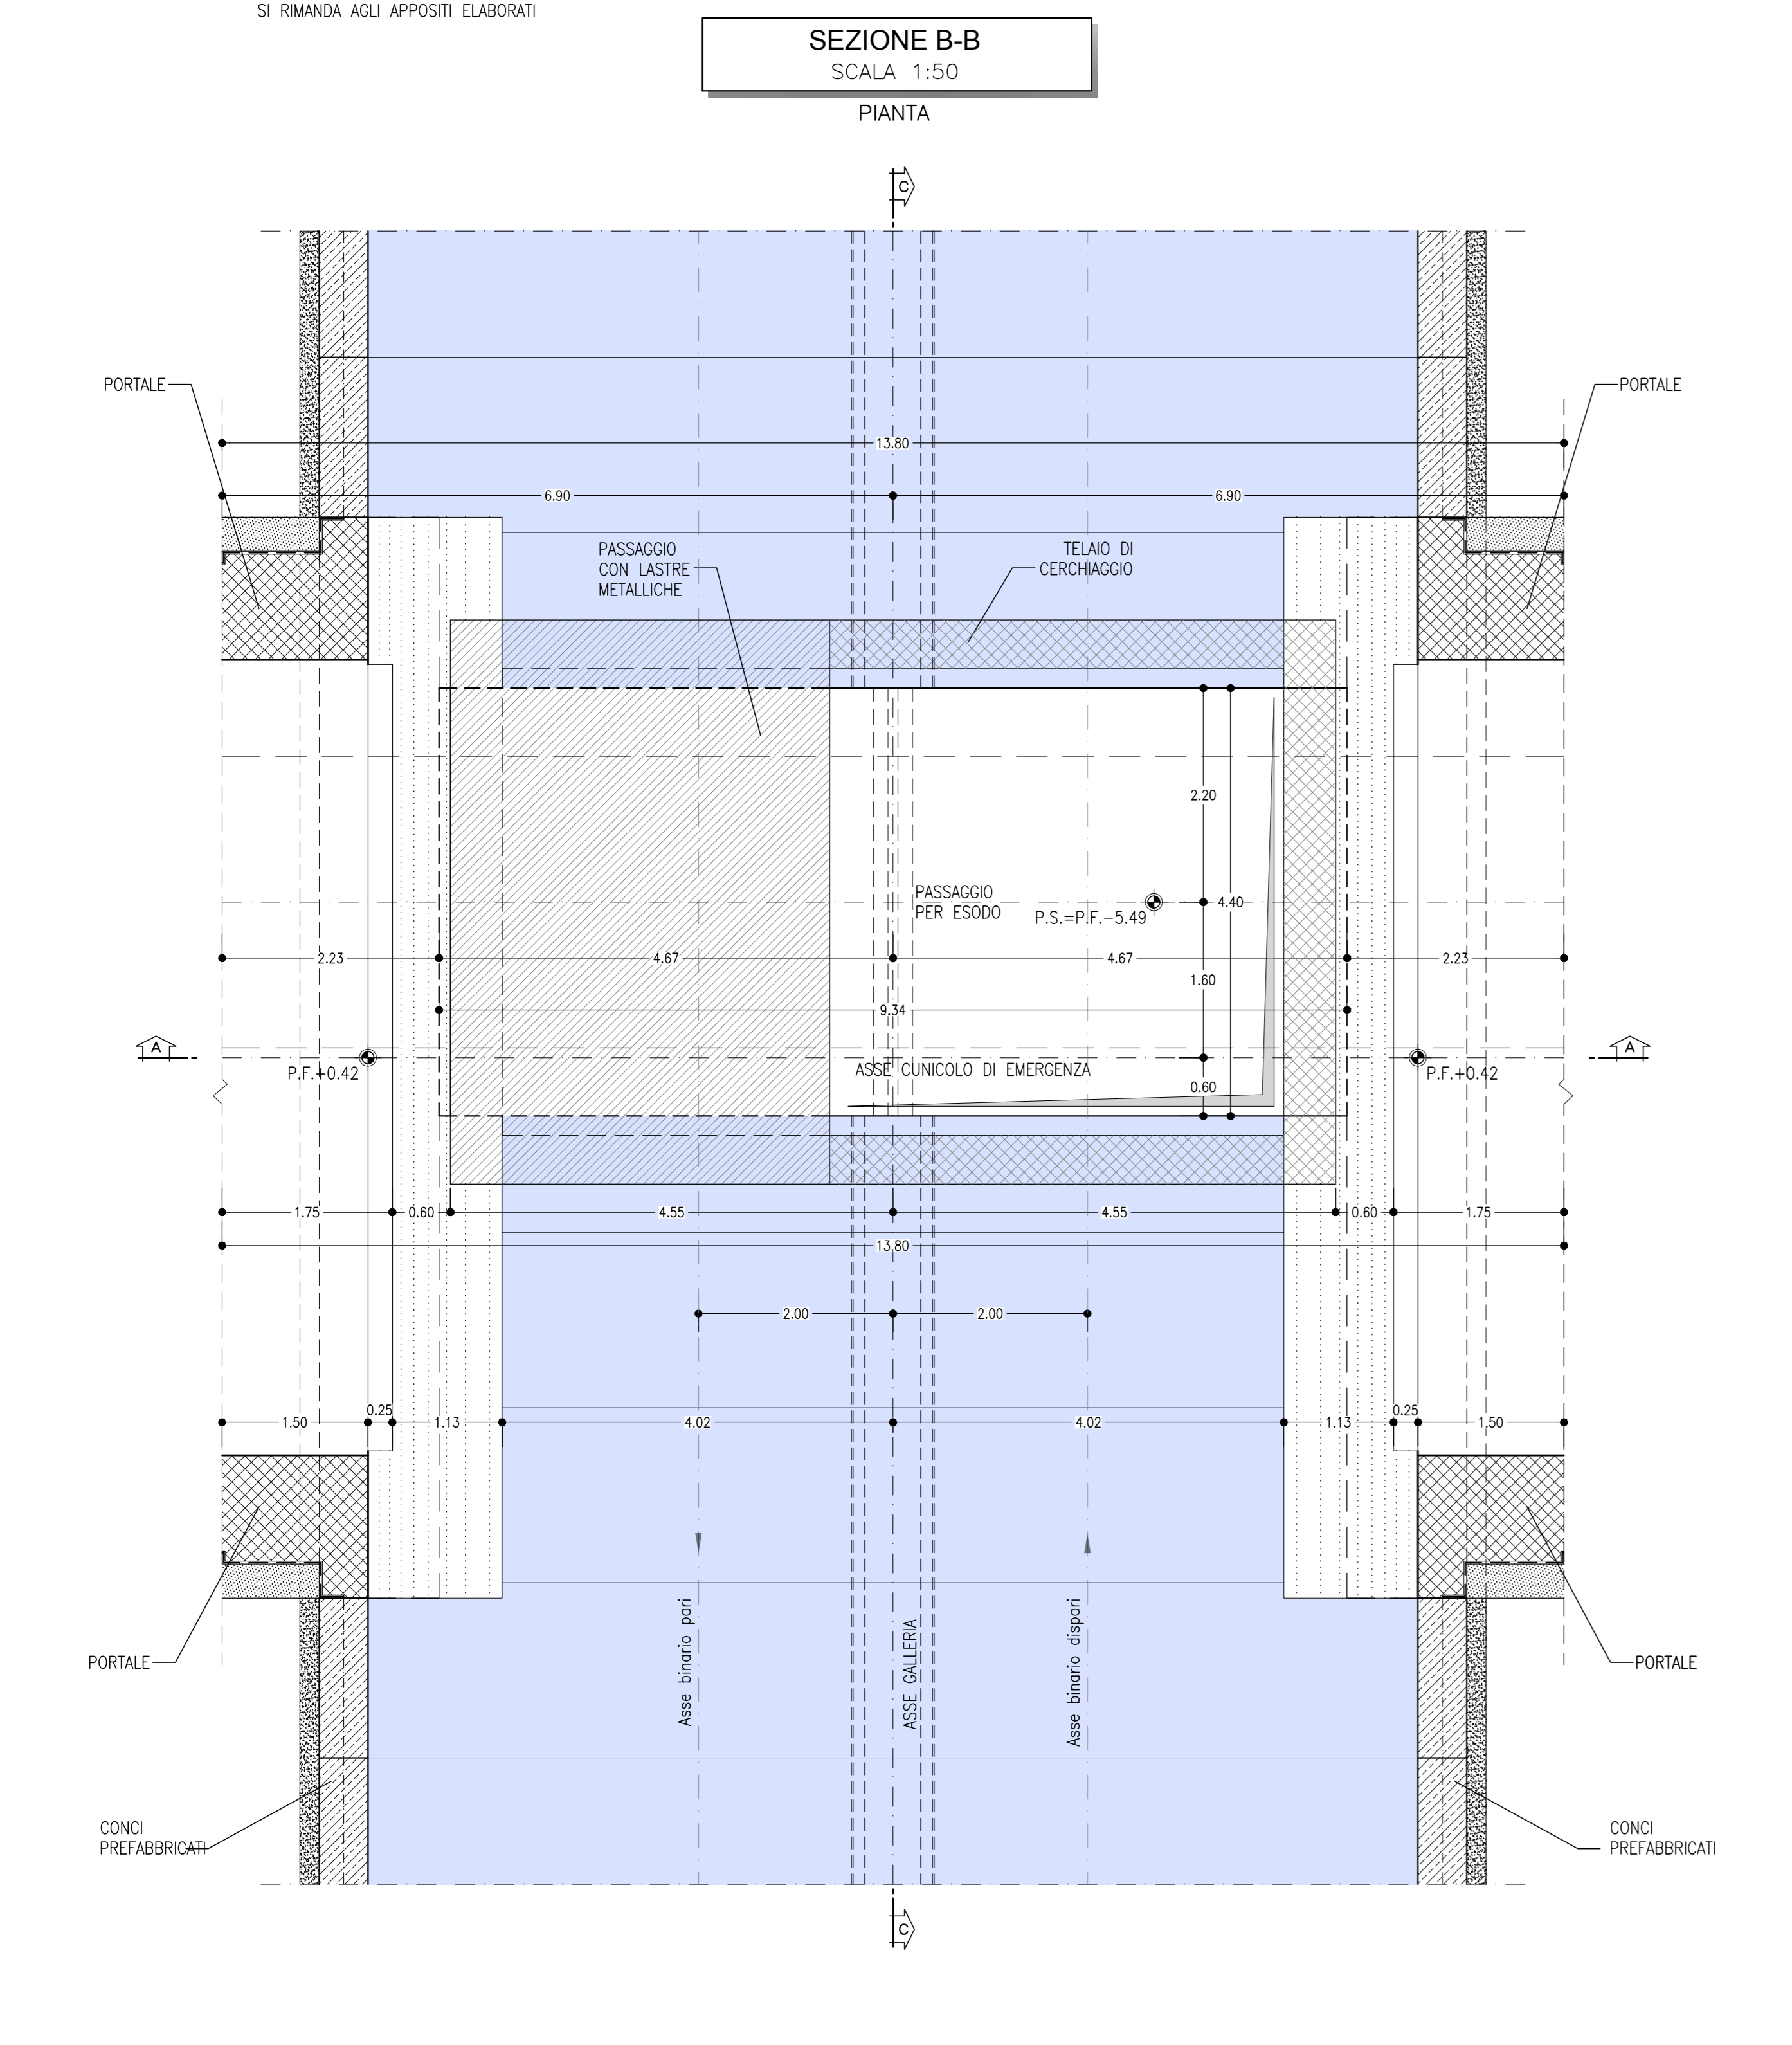 SI RIMANDA AGLI APPOSITI ELABORATI
SEZIONE B-B
SCALA 1:50
PIANTA
C
PORTALE
PORTALE
13.80
6.90
6.90
PASSAGGIO
CON LASTRE
METALLICHE
TELAIO DI
CERCHIAGGIO
2.20
PASSAGGIO
PER ESODO
P.S.=P.F.-5.49
4.40
2.23
4.67
4.67
2.23
1.60
9.34
A
A
P.F.+0.42
ASSE CUNICOLO DI EMERGENZA
P.F.+0.42
0.60
1.75
0.60
4.55
4.55
0.60
1.75
13.80
2.00
2.00
1.50
0.25
1.13
4.02
4.02
1.13
0.25
1.50
Asse binario pari
ASSE GALLERIA
Asse binario dispari
PORTALE
PORTALE
CONCI
PREFABBRICATI
CONCI
PREFABBRICATI
C